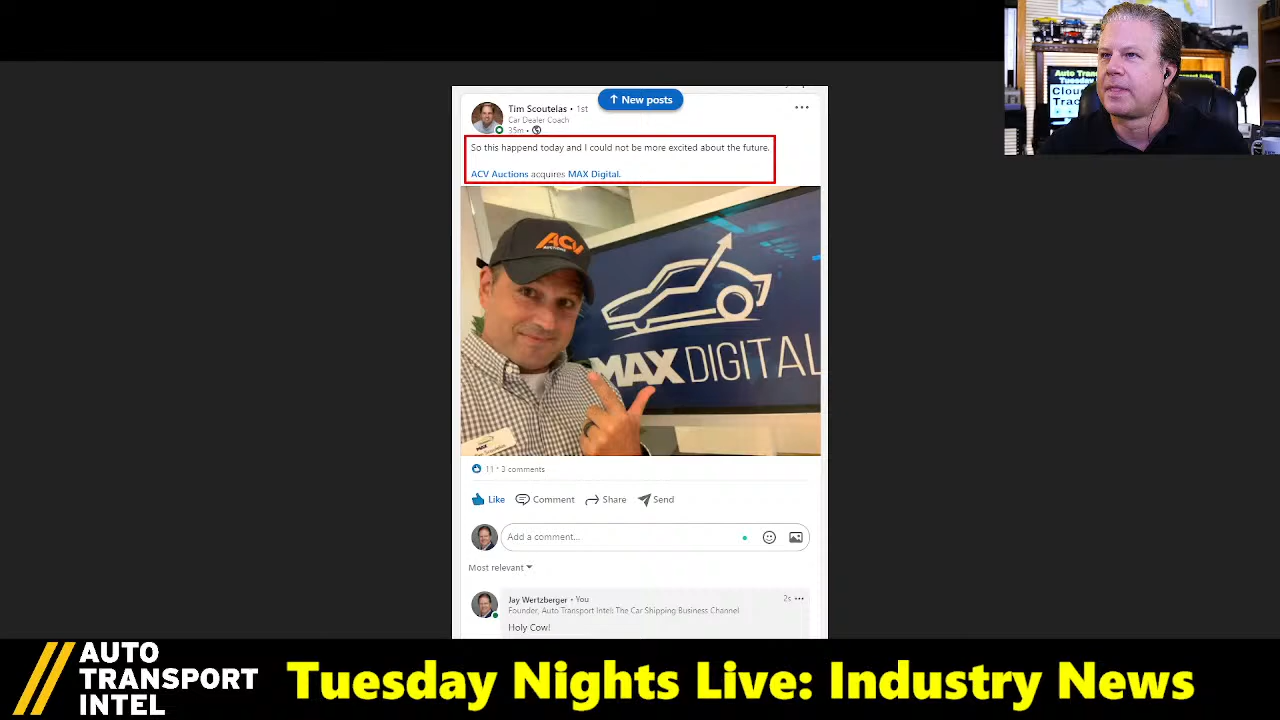 New posts
Tim Scoutelas • 1st
Car Dealer Coach
35m •
So this happend today and I could not be more excited about the future.
ACV Auctions acquires MAX Digital.
ACV
AUCTIONS
MAX DIGITAL
MAX
11 • 3 comments
Like Comment Share Send
Add a comment...
Most relevant
Jay Wertzberger • You
2s
Founder, Auto Transport Intel; The Car Shipping Business Channel
Holy Cow!
AUTO
TRANSPORT
INTEL
Tuesday Nights Live: Industry News